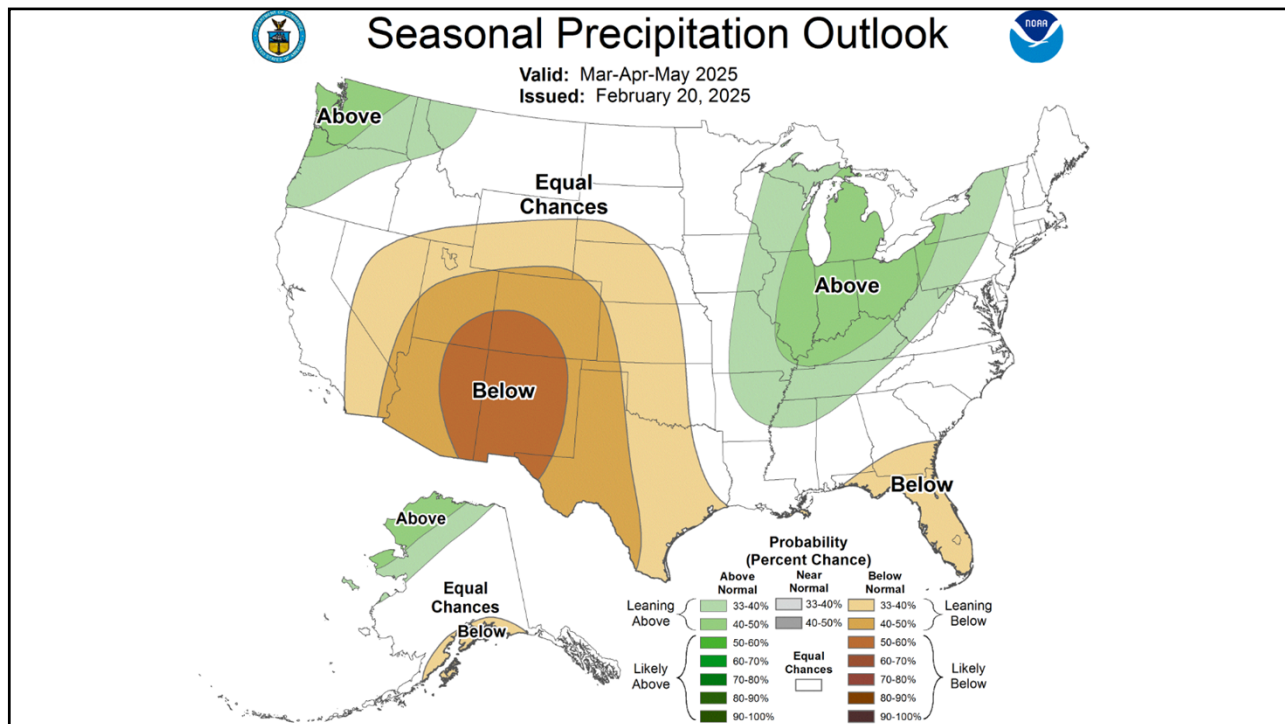 Seasonal Precipitation Outlook
NOAA
Valid: Mar-Apr-May 2025
Issued: February 20, 2025
Above
Equal
Chances
Above
Below
Below
Above
Equal
Chances
Below
Probability
(Percent Chance)
Above
Normal
Near
Normal
Below
Normal
Leaning
Above
33-40%
33-40%
33-40%
Leaning
Below
40-50%
40-50%
40-50%
Likely
Above
50-60%
60-70%
70-80%
80-90%
90-100%
Equal
Chances
50-60%
60-70%
70-80%
80-90%
90-100%
Likely
Below